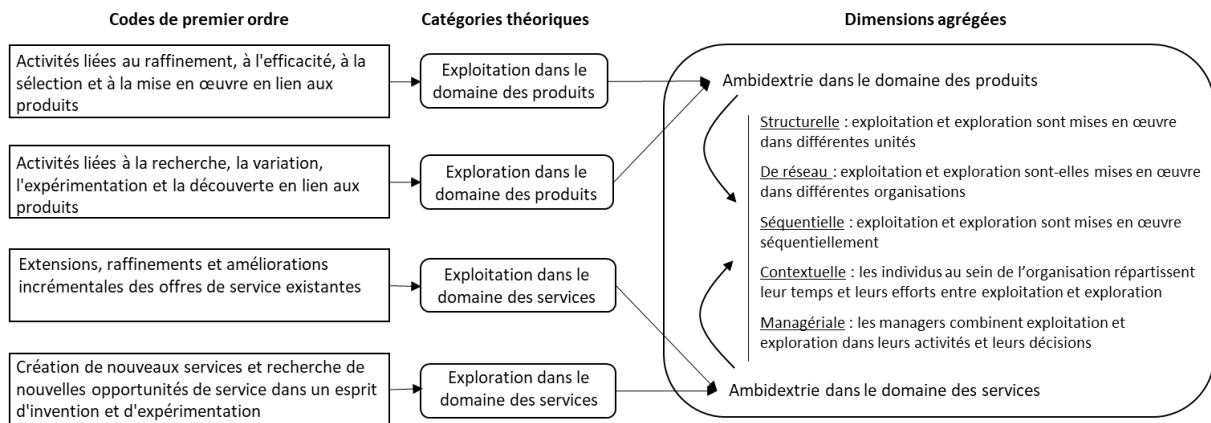 Codes de premier ordre
Catégories théoriques
Dimensions agrégées
Activités liées au raffinement, à l'efficacité, à la
sélection et à la mise en œuvre en lien aux
produits
Exploitation dans le
domaine des produits
Activités liées à la recherche, la variation,
l'expérimentation et la découverte en lien aux
produits
Exploration dans le
domaine des produits
Extensions, raffinements et améliorations
incrémentales des offres de service existantes
Exploitation dans le
domaine des services
Création de nouveaux services et recherche de
nouvelles opportunités de service dans un esprit
d'invention et d'expérimentation
Exploration dans le
domaine des services
Ambidextrie dans le domaine des produits
Structurelle : exploitation et exploration sont mises en œuvre
dans différentes unités
De réseau : exploitation et exploration sont-elles mises en œuvre
dans différentes organisations
Séquentielle : exploitation et exploration sont mises en œuvre
séquentiellement
Contextuelle : les individus au sein de l’organisation répartissent
leur temps et leurs efforts entre exploitation et exploration
Managériale : les managers combinent exploitation et
exploration dans leurs activités et leurs décisions
Ambidextrie dans le domaine des services